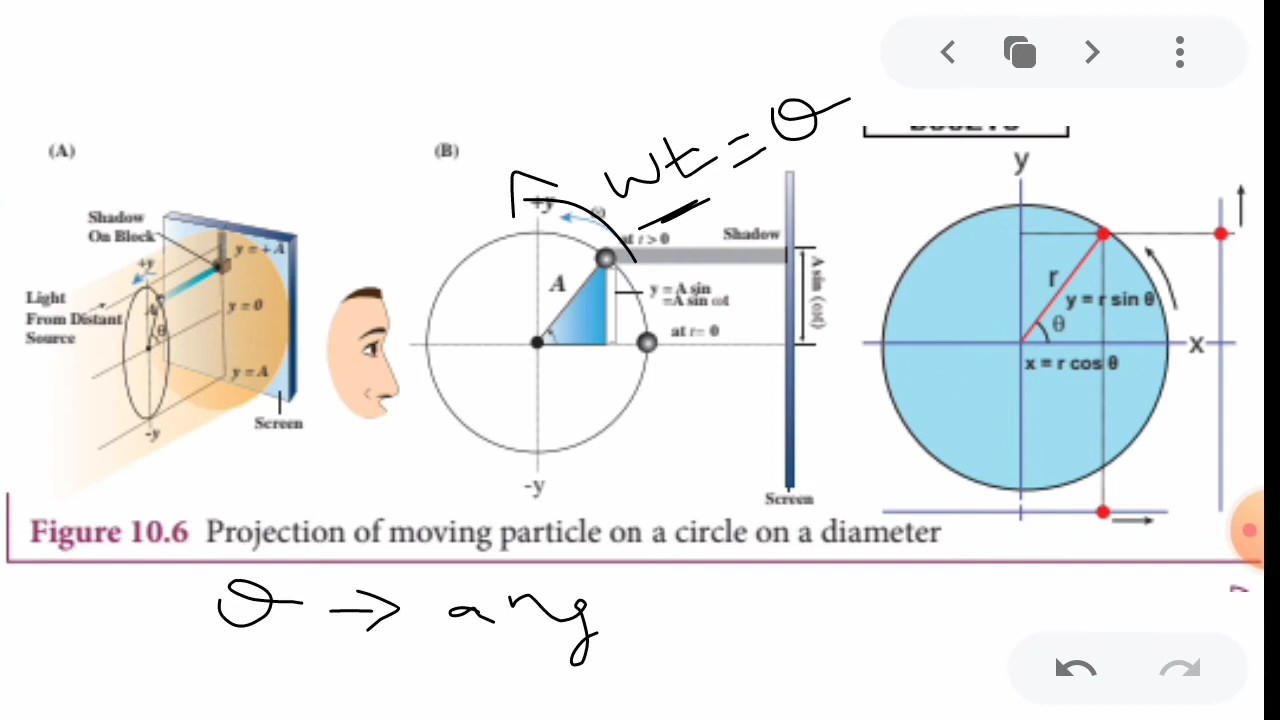 (A)
Shadow
On Block
+y
y = + A
Light
From Distant
Source
A
θ
y = 0
y = A
-y
Screen
(B)
wt = θ
+y
ω
at t > 0
Shadow
A
y = A sin
=A sin ωt
at t= 0
A sin (ωt)
-y
Screen
y
r
y = r sin θ
θ
x
x = r cos θ
Figure 10.6 Projection of moving particle on a circle on a diameter
θ → ang